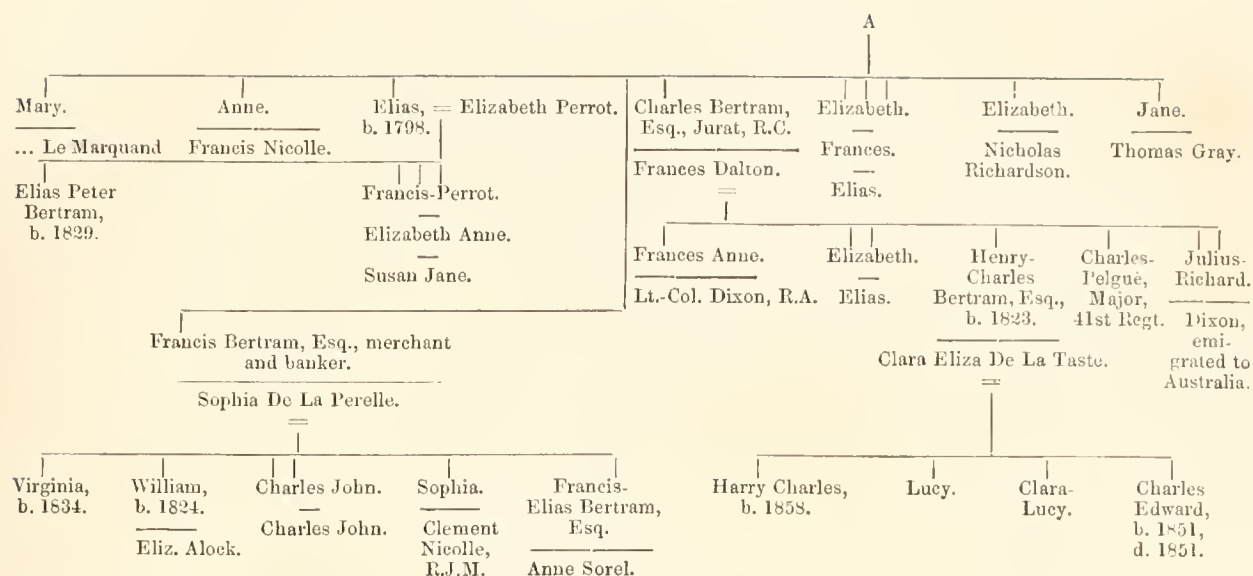 A
Mary.
... Le Marquand
Anne.
Francis Nicolle.
Elias, = Elizabeth Perrot.
b. 1798.
Charles Bertram,
Esq., Jurat, R.C.
Frances Dalton.
=
Elizabeth.
—
Frances.
—
Elias.
Elizabeth.
Nicholas
Richardson.
Jane.
Thomas Gray.
Elias Peter
Bertram,
b. 1829.
Francis-Perrot.
—
Elizabeth Anne.
—
Susan Jane.
Frances Anne.
Lt.-Col. Dixon, R.A.
Elizabeth.
—
Elias.
Henry-
Charles
Bertram, Esq.,
b. 1823.
Clara Eliza De La Taste.
=
Charles-
Pelgué,
Major,
41st Regt.
Julius-
Richard.
Dixon,
emi-
grated to
Australia.
Francis Bertram, Esq., merchant
and banker.
Sophia De La Perelle.
=
Virginia,
b. 1834.
William,
b. 1824.
Eliz. Alock.
Charles John.
—
Charles John.
Sophia.
Clement
Nicolle,
R.J.M.
Francis-
Elias Bertram,
Esq.
Anne Sorel.
Harry Charles,
b. 1858.
Lucy.
Clara-
Lucy.
Charles
Edward,
b. 1851,
d. 1851.